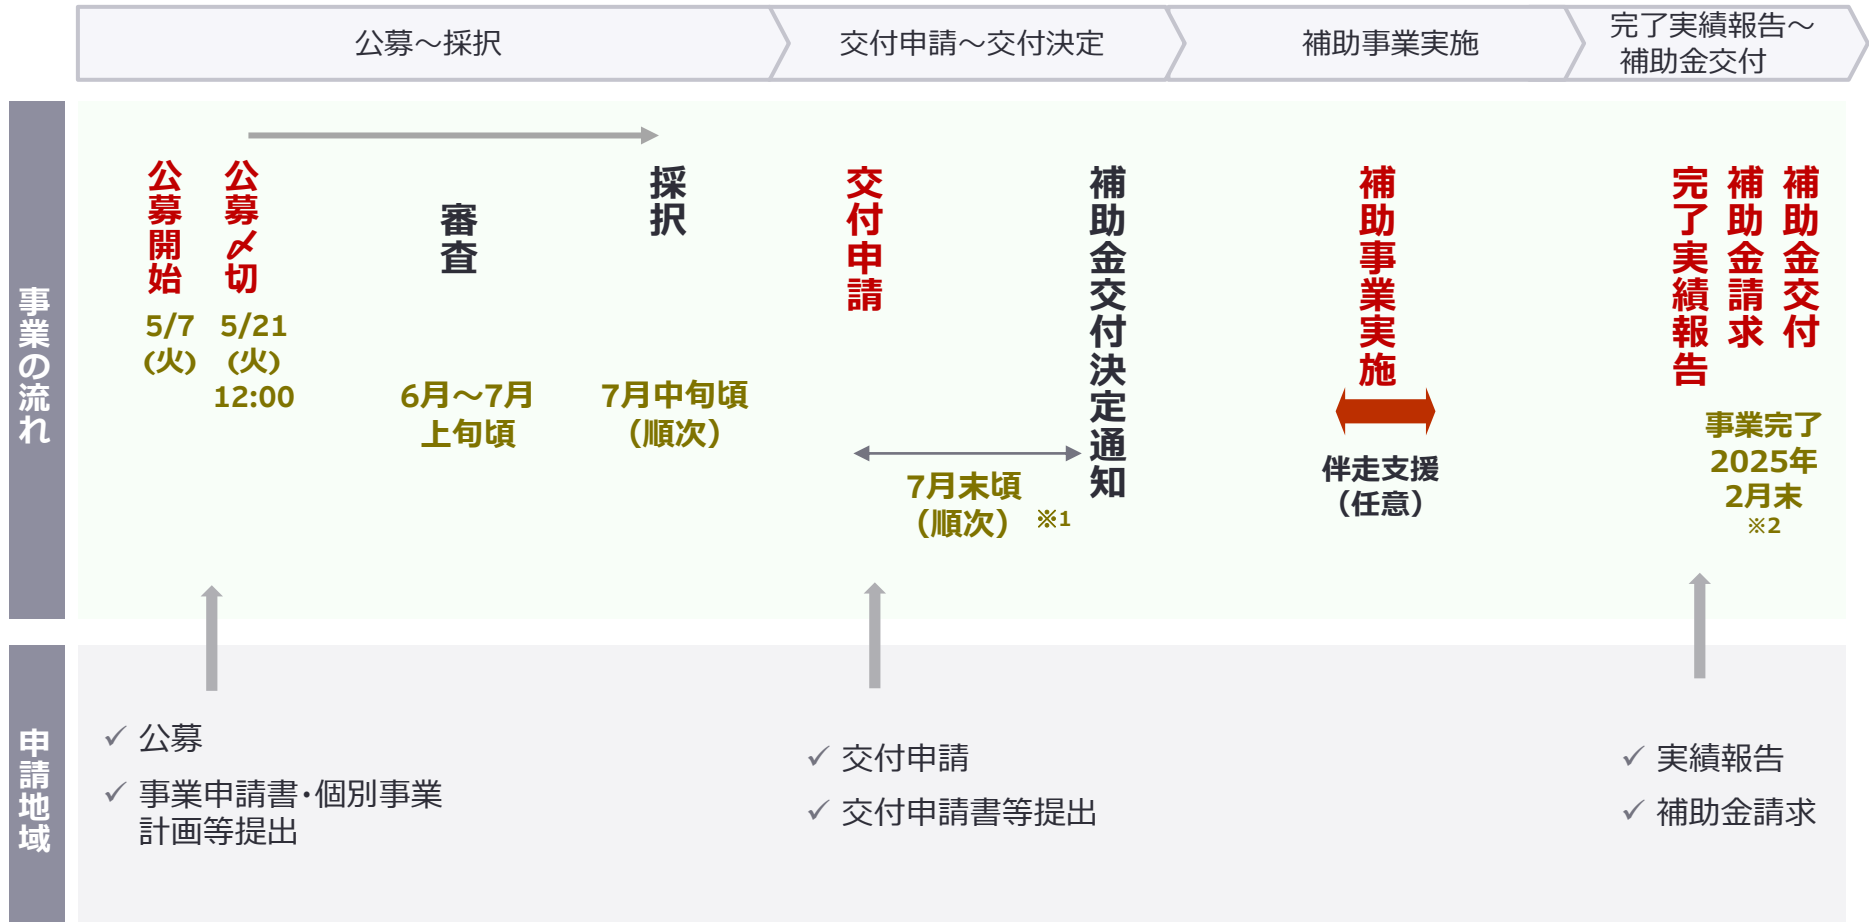 公募～採択
交付申請～交付決定
補助事業実施
完了実績報告～
補助金交付
事業の流れ
公募開始
5/7
(火)
公募〆切
5/21
(火)
12:00
審査
6月～7月
上旬頃
採択
7月中旬頃
（順次）
交付申請
7月末頃
（順次） ※1
補助金交付決定通知
補助事業実施
伴走支援
（任意）
完了実績報告
補助金請求
補助金交付
事業完了
2025年
2月末
※2
申請地域
✓ 公募
✓ 事業申請書・個別事業
計画等提出
✓ 交付申請
✓ 交付申請書等提出
✓ 実績報告
✓ 補助金請求